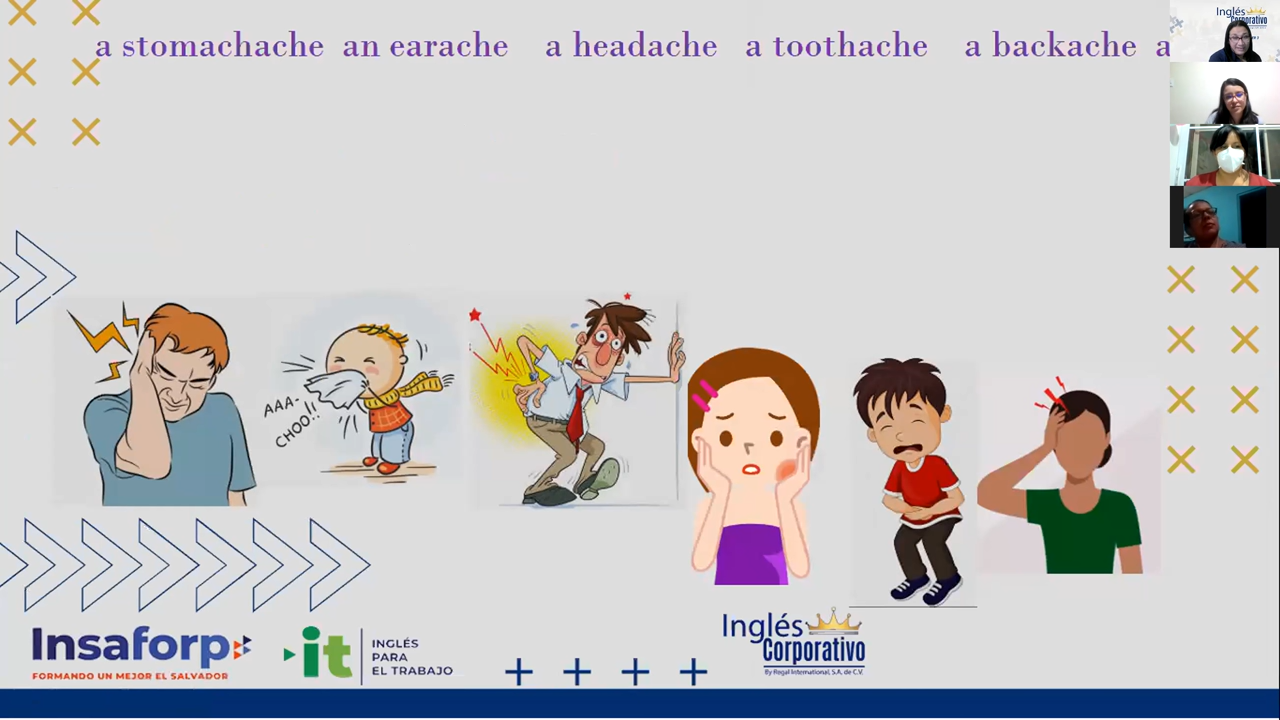 a stomachache an earache a headache a toothache a backache a
Inglés
Corporativo
AAA-
CHOO!!
Insaforp
FORMANDO UN MEJOR EL SALVADOR
it
INGLÉS
PARA
EL TRABAJO
Inglés
Corporativo
By Regal International, S.A. de C.V.